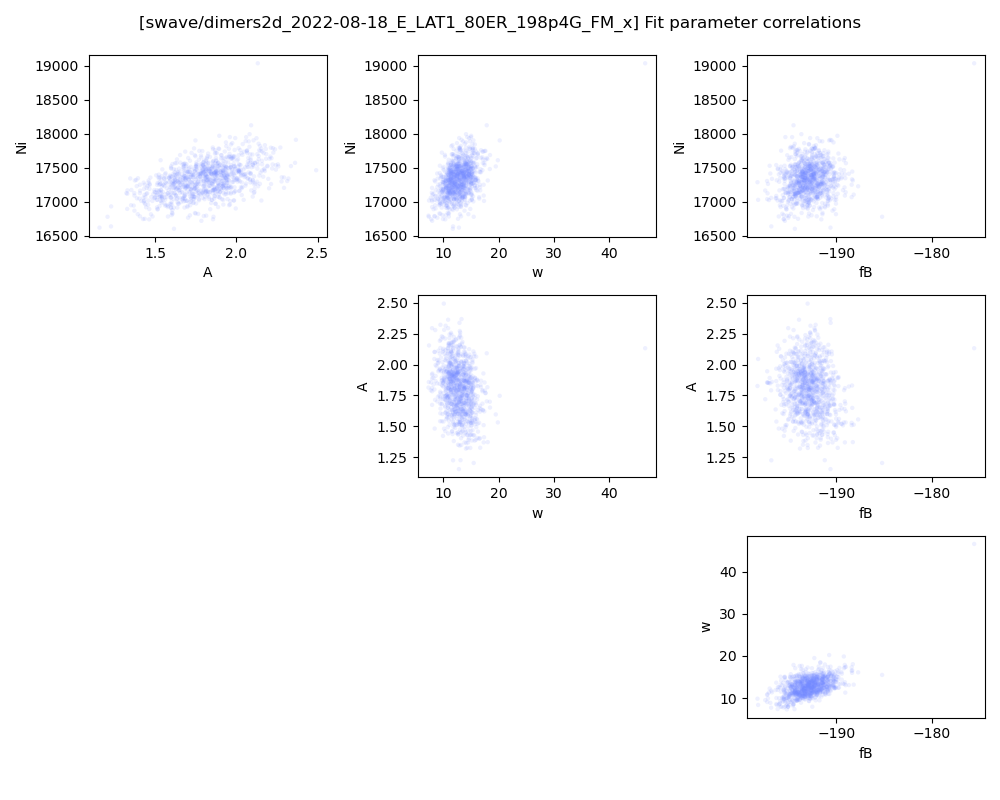 [swave/dimers2d_2022-08-18_E_LAT1_80ER_198p4G_FM_x] Fit parameter correlations
19000
18500
18000
17500
17000
16500
Ni
1.5 2.0 2.5
A
19000
18500
18000
17500
17000
16500
Ni
10 20 30 40
w
19000
18500
18000
17500
17000
16500
Ni
−190 −180
fB
2.50
2.25
2.00
1.75
1.50
1.25
A
10 20 30 40
w
2.50
2.25
2.00
1.75
1.50
1.25
A
−190 −180
fB
40
30
20
10
w
−190 −180
fB